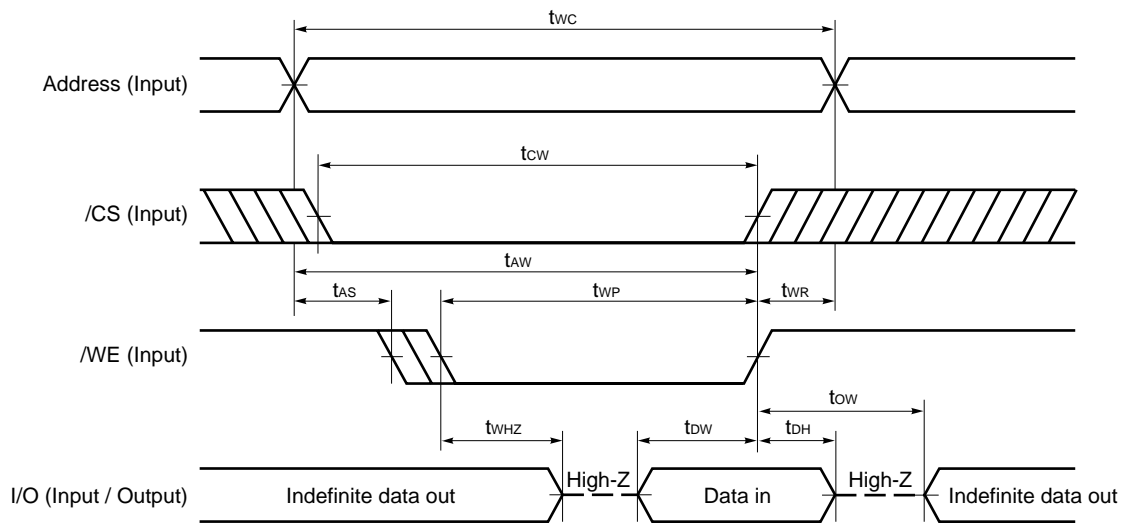 tWC
Address (Input)
tCW
/CS (Input)
tAW
tAS
tWP
tWR
/WE (Input)
tOW
tWHZ
tDW
tDH
I/O (Input / Output)
Indefinite data out
High-Z
Data in
High-Z
Indefinite data out